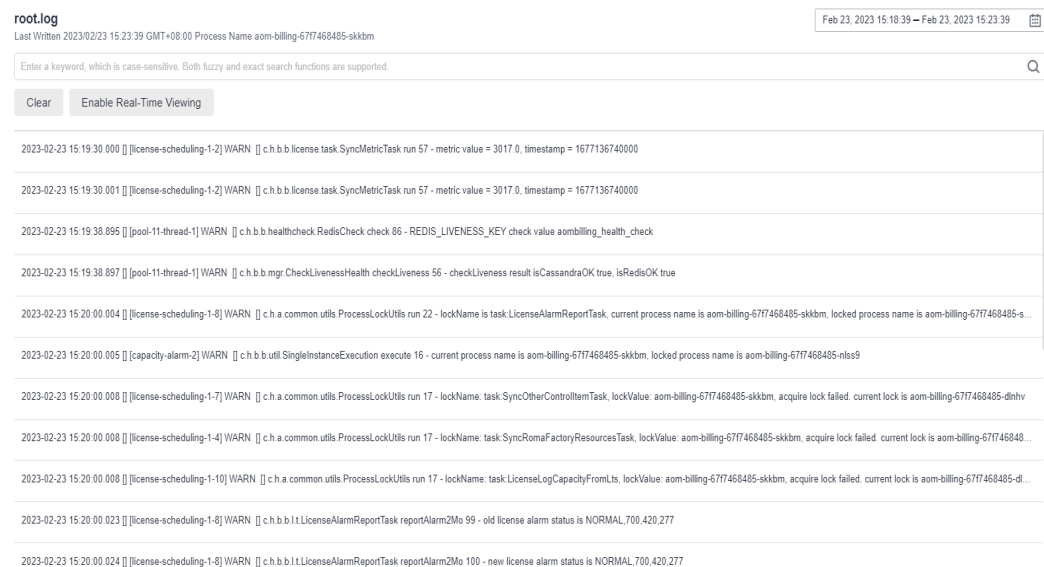 root.log
Feb 23, 2023 15:18:39 – Feb 23, 2023 15:23:39
Last Written 2023/02/23 15:23:39 GMT+08:00 Process Name aom-billing-67f7468485-skkbm
Enter a keyword, which is case-sensitive. Both fuzzy and exact search functions are supported.
Clear Enable Real-Time Viewing
2023-02-23 15:19:30.000 [] [license-scheduling-1-2] WARN [] c.h.b.b.license.task.SyncMetricTask run 57 - metric value = 3017.0, timestamp = 1677136740000
2023-02-23 15:19:30.001 [] [license-scheduling-1-2] WARN [] c.h.b.b.license.task.SyncMetricTask run 57 - metric value = 3017.0, timestamp = 1677136740000
2023-02-23 15:19:38.895 [] [pool-11-thread-1] WARN [] c.h.b.b.healthcheck.RedisCheck check 86 - REDIS_LIVENESS_KEY check value aombilling_health_check
2023-02-23 15:19:38.897 [] [pool-11-thread-1] WARN [] c.h.b.b.mgr.CheckLivenessHealth checkLiveness 56 - checkLiveness result isCassandraOK true, isRedisOK true
2023-02-23 15:20:00.004 [] [license-scheduling-1-8] WARN [] c.h.a.common.utils.ProcessLockUtils run 22 - lockName is task:LicenseAlarmReportTask, current process name is aom-billing-67f7468485-skkbm, locked process name is aom-billing-67f7468485-s...
2023-02-23 15:20:00.005 [] [capacity-alarm-2] WARN [] c.h.b.b.util.SingleInstanceExecution execute 16 - current process name is aom-billing-67f7468485-skkbm, locked process name is aom-billing-67f7468485-nlss9
2023-02-23 15:20:00.008 [] [license-scheduling-1-7] WARN [] c.h.a.common.utils.ProcessLockUtils run 17 - lockName: task:SyncOtherControlItemTask, lockValue: aom-billing-67f7468485-skkbm, acquire lock failed. current lock is aom-billing-67f7468485-dlnhv
2023-02-23 15:20:00.008 [] [license-scheduling-1-4] WARN [] c.h.a.common.utils.ProcessLockUtils run 17 - lockName: task:SyncRomaFactoryResourcesTask, lockValue: aom-billing-67f7468485-skkbm, acquire lock failed. current lock is aom-billing-67f746848...
2023-02-23 15:20:00.008 [] [license-scheduling-1-10] WARN [] c.h.a.common.utils.ProcessLockUtils run 17 - lockName: task:LicenseLogCapacityFromLts, lockValue: aom-billing-67f7468485-skkbm, acquire lock failed. current lock is aom-billing-67f7468485-dl...
2023-02-23 15:20:00.023 [] [license-scheduling-1-8] WARN [] c.h.b.b.l.t.LicenseAlarmReportTask reportAlarm2Mo 99 - old license alarm status is NORMAL,700,420,277
2023-02-23 15:20:00.024 [] [license-scheduling-1-8] WARN [] c.h.b.b.l.t.LicenseAlarmReportTask reportAlarm2Mo 100 - new license alarm status is NORMAL,700,420,277